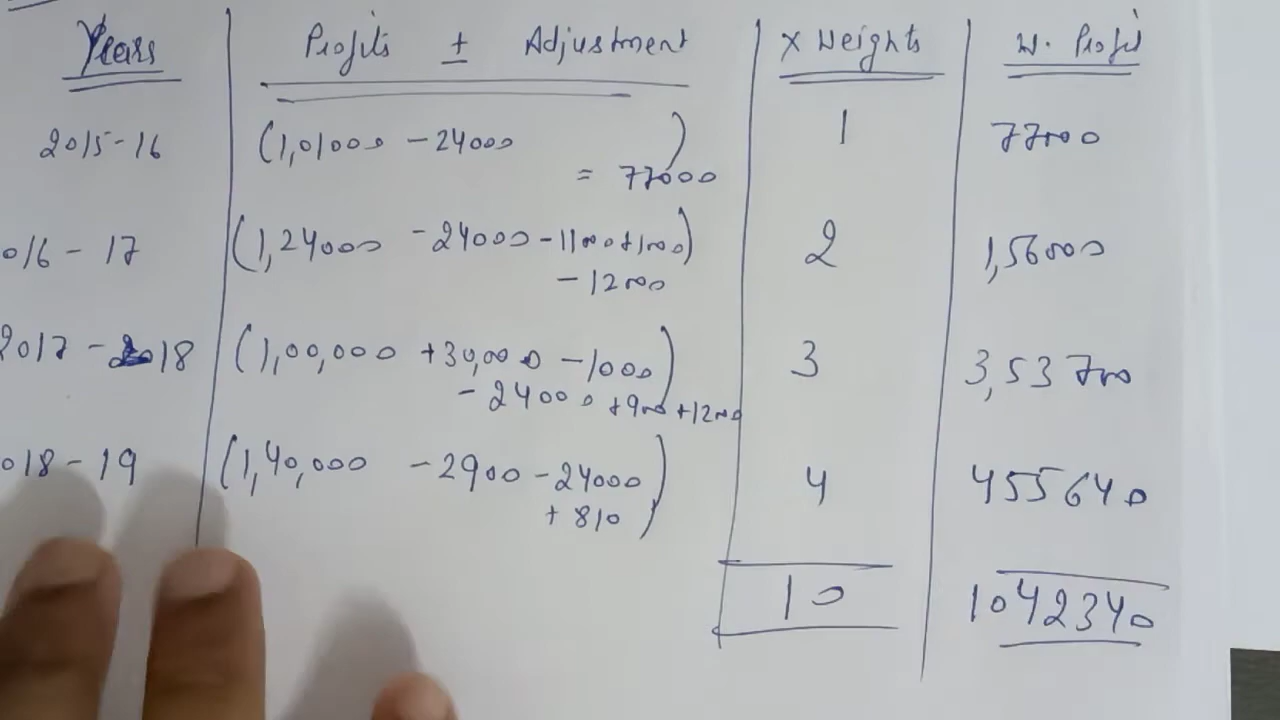 Years Profits ± Adjustment × Weights W. Profit
2015-16 (1,01000 - 24000 ) 1 77000
= 77000
016 - 17 (1,24000 - 24000 - 11000+1000) 2 1,56000
- 12000
2017 - 2018 (1,00,000 +30,000 - 1000) 3 3,53700
- 24000 +900 +12000
018 - 19 (1,40,000 - 2900 - 24000 ) 4 455640
+ 810
10 1042340